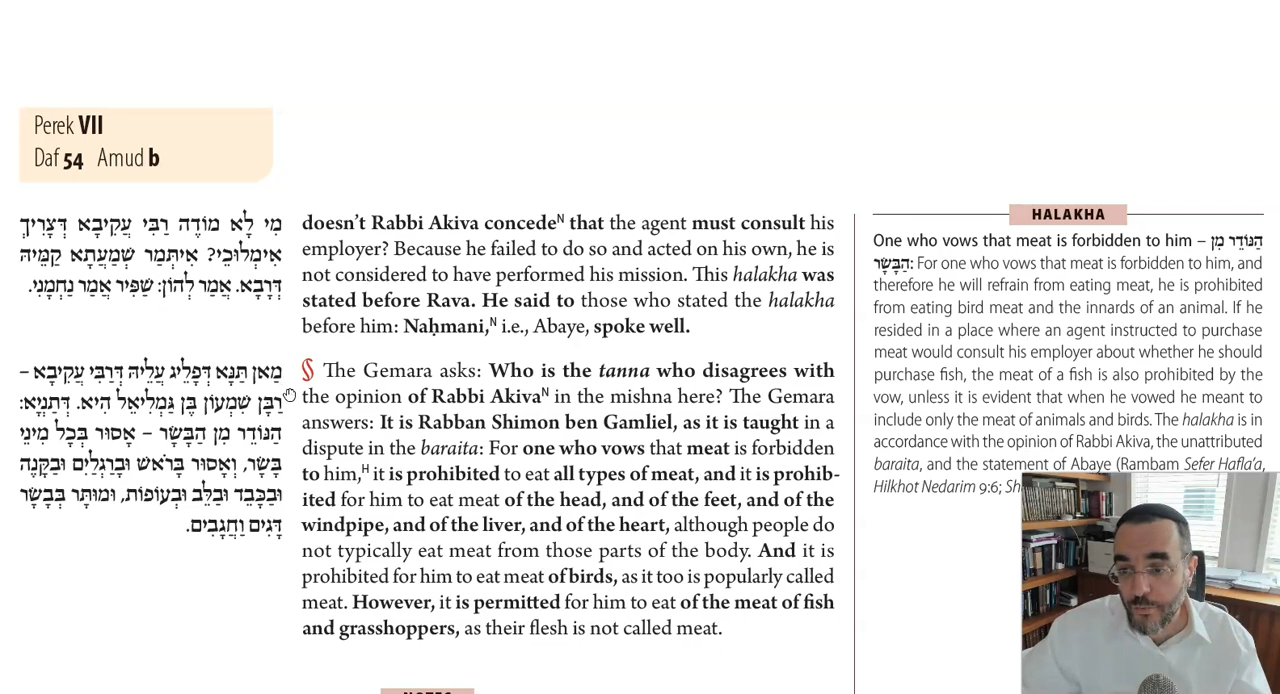 Perek VII
Daf 54 Amud b
מִי לָא מוֹדֶה רַבִּי עֲקִיבָא דְּצָרִיךְ
אִימְלוֹכֵי? אִיתְּמַר שְׁמַעְתָּא קַמֵּיהּ
דְּרָבָא. אֲמַר לְהוֹן: שַׁפִּיר אֲמַר נַחְמָנִי.
מַאן תַּנָּא דְּפָלֵיג עֲלֵיהּ דְּרַבִּי עֲקִיבָא –
רַבָּן שִׁמְעוֹן בֶּן גַּמְלִיאֵל הִיא. דְּתַנְיָא:
הַנּוֹדֵר מִן הַבָּשָׂר – אָסוּר בְּכׇל מִינֵי
בָּשָׂר, וְאָסוּר בְּרֹאשׁ וּבָרַגְלַיִם וּבַקָּנֶה
וּבַכָּבֵד וּבַלֵּב וּבְעוֹפוֹת, וּמוּתָּר בִּבְשַׂר
דָּגִים וַחֲגָבִים.
doesn't Rabbi Akiva concedeᴺ that the agent must consult his
employer? Because he failed to do so and acted on his own, he is
not considered to have performed his mission. This halakha was
stated before Rava. He said to those who stated the halakha
before him: Naḥmani,ᴺ i.e., Abaye, spoke well.
The Gemara asks: Who is the tanna who disagrees with
the opinion of Rabbi Akivaᴺ in the mishna here? The Gemara
answers: It is Rabban Shimon ben Gamliel, as it is taught in a
dispute in the baraita: For one who vows that meat is forbidden
to him,ᴴ it is prohibited to eat all types of meat, and it is prohib-
ited for him to eat meat of the head, and of the feet, and of the
windpipe, and of the liver, and of the heart, although people do
not typically eat meat from those parts of the body. And it is
prohibited for him to eat meat of birds, as it too is popularly called
meat. However, it is permitted for him to eat of the meat of fish
and grasshoppers, as their flesh is not called meat.
HALAKHA
One who vows that meat is forbidden to him – הַנּוֹדֵר מִן
הַבָּשָׂר: For one who vows that meat is forbidden to him, and
therefore he will refrain from eating meat, he is prohibited
from eating bird meat and the innards of an animal. If he
resided in a place where an agent instructed to purchase
meat would consult his employer about whether he should
purchase fish, the meat of a fish is also prohibited by the
vow, unless it is evident that when he vowed he meant to
include only the meat of animals and birds. The halakha is in
accordance with the opinion of Rabbi Akiva, the unattributed
baraita, and the statement of Abaye (Rambam Sefer Hafla'a,
Hilkhot Nedarim 9:6;